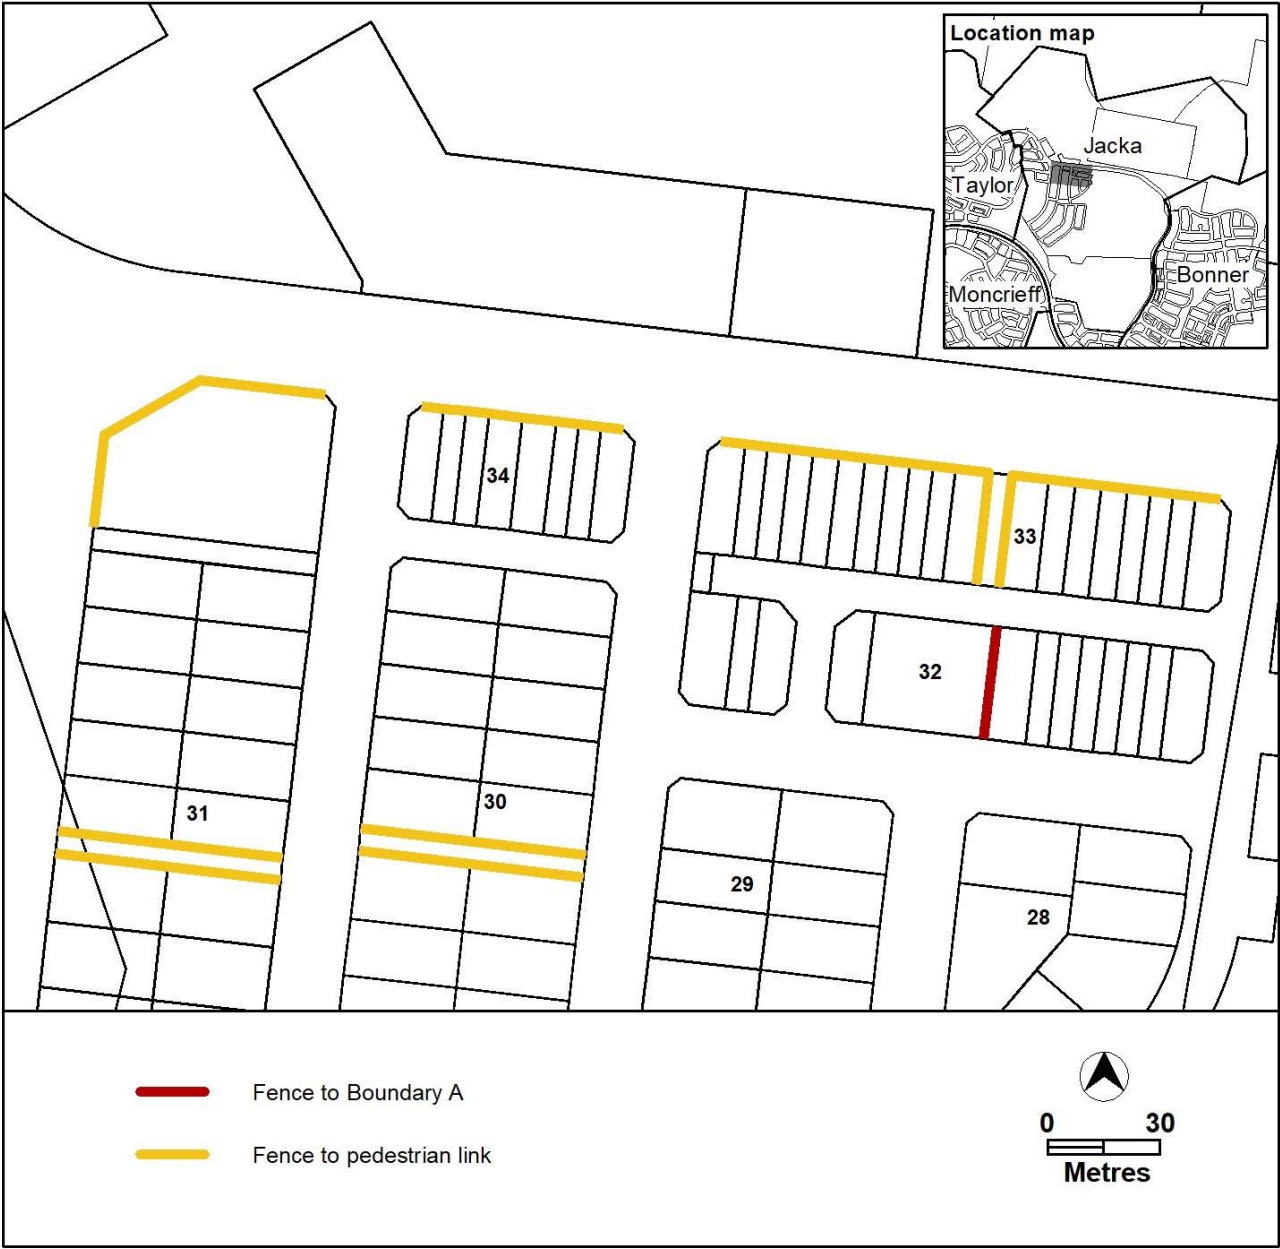 Location map
Jacka
Taylor
Bonner
Moncrieff
34
33
32
31
30
29
28
Fence to Boundary A
Fence to pedestrian link
0 30
Metres